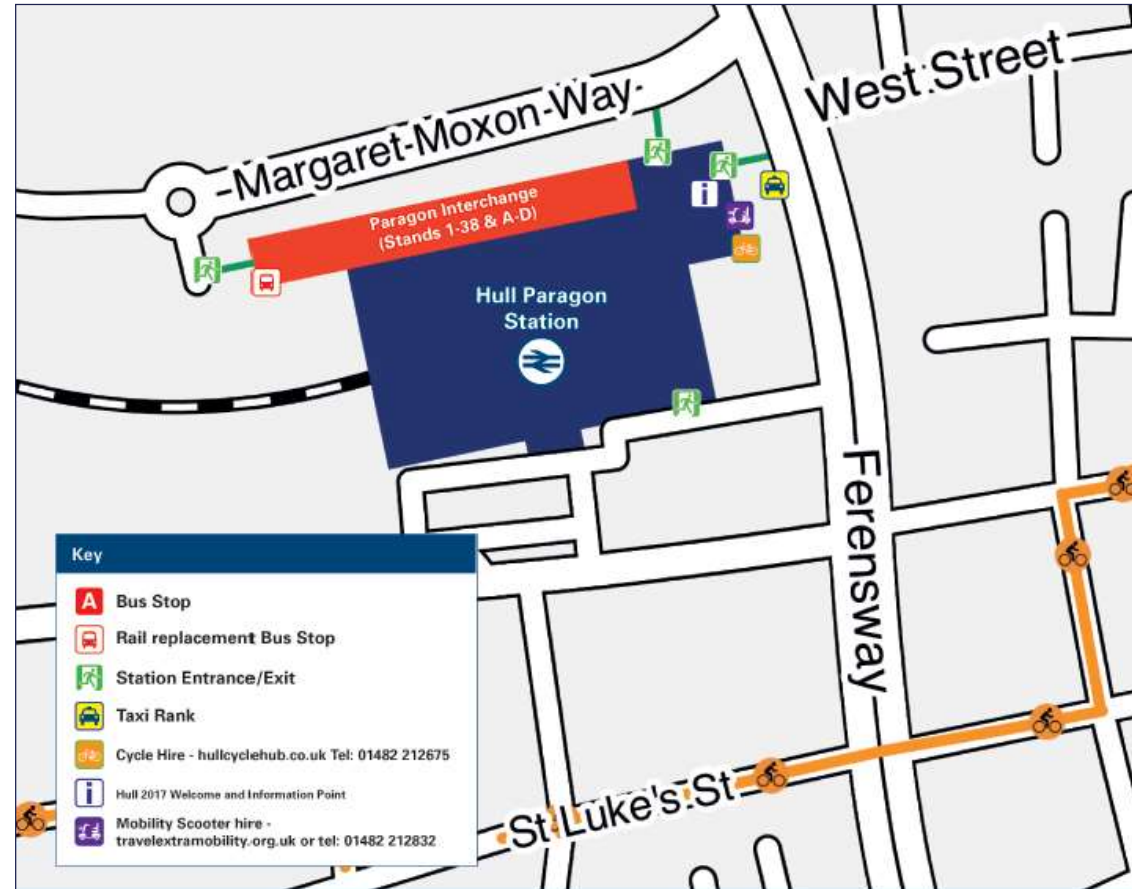 West Street
Margaret Moxon Way
Paragon Interchange
(Stands 1-38 & A-D)
i
Hull Paragon
Station
Ferensway
St Luke's St
Key
A Bus Stop
Rail replacement Bus Stop
Station Entrance/Exit
Taxi Rank
Cycle Hire - hullcyclehub.co.uk Tel: 01482 212675
i Hull 2017 Welcome and Information Point
Mobility Scooter hire -
travelextramobility.org.uk or tel: 01482 212832